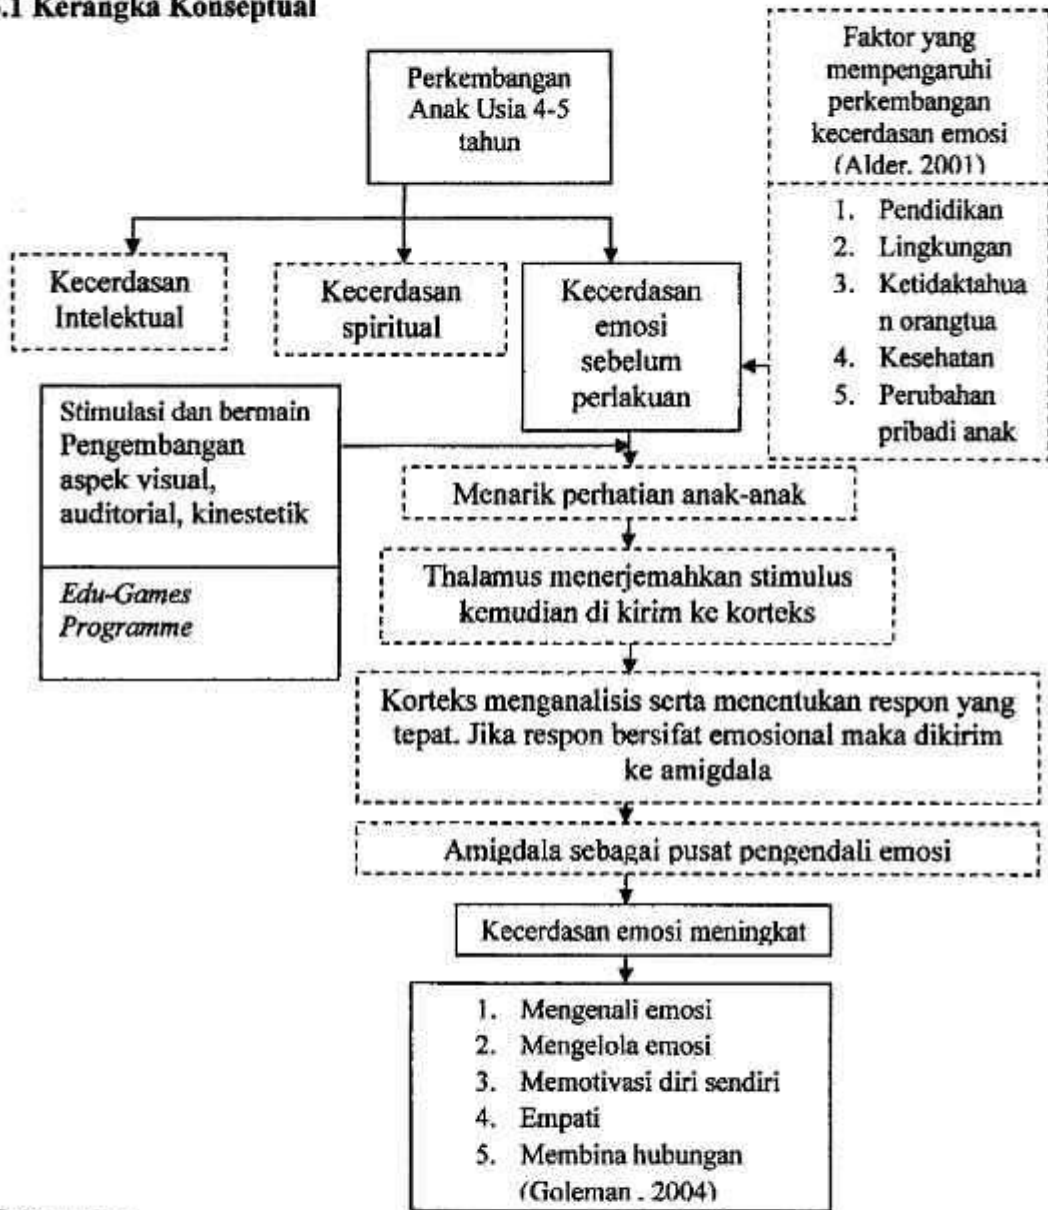 .1 Kerangka Konseptual
Perkembangan
Anak Usia 4-5
tahun
Faktor yang
mempengaruhi
perkembangan
kecerdasan emosi
(Alder. 2001)
1. Pendidikan
2. Lingkungan
3. Ketidaktahua
n orangtua
4. Kesehatan
5. Perubahan
pribadi anak
Kecerdasan
Intelektual
Kecerdasan
spiritual
Kecerdasan
emosi
sebelum
perlakuan
Stimulasi dan bermain
Pengembangan
aspek visual,
auditorial, kinestetik
Edu-Games
Programme
Menarik perhatian anak-anak
Thalamus menerjemahkan stimulus
kemudian di kirim ke korteks
Korteks menganalisis serta menentukan respon yang
tepat. Jika respon bersifat emosional maka dikirim
ke amigdala
Amigdala sebagai pusat pengendali emosi
Kecerdasan emosi meningkat
1. Mengenali emosi
2. Mengelola emosi
3. Memotivasi diri sendiri
4. Empati
5. Membina hubungan
(Goleman . 2004)